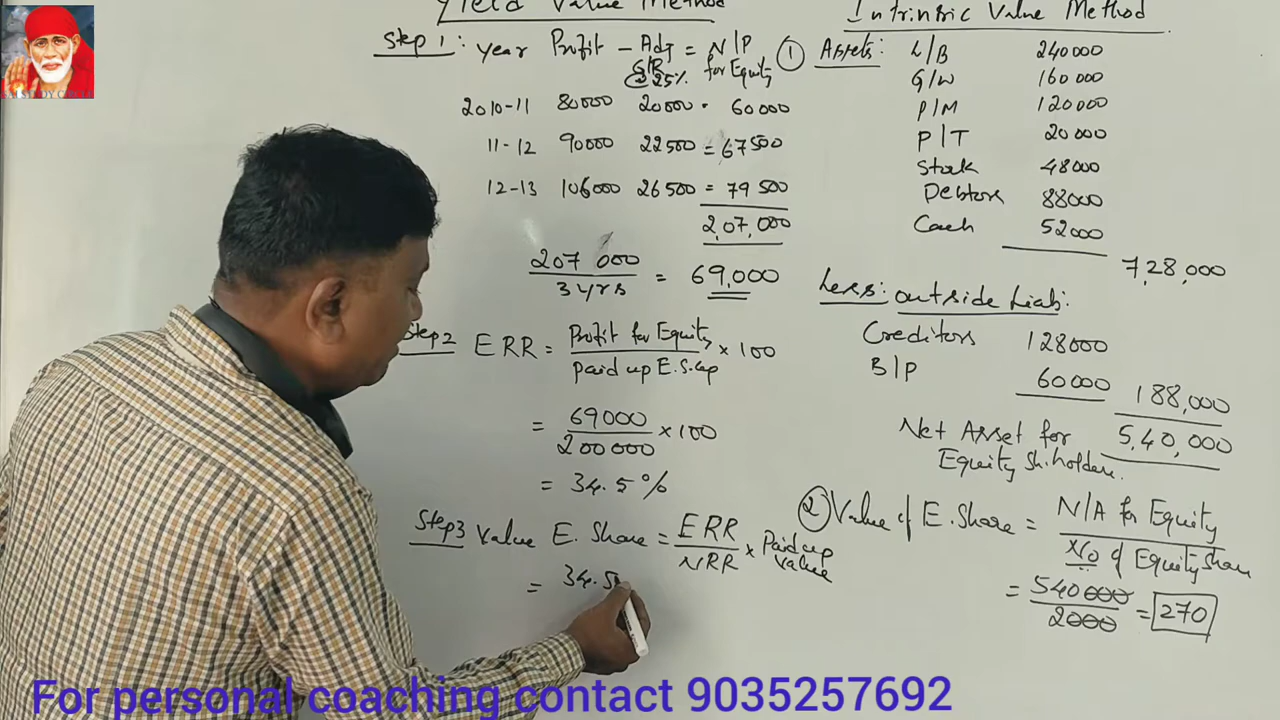 Yield Value Method
Step 1: year Profit - Adj = N/P
G/R for Equity
@ 25%
2010-11 80000 20000 · 60000
11-12 90000 22500 = 67500
12-13 106000 26500 = 79500
2,07,000
207 000
3 yrs = 69,000
Step2 ERR = Profit for Equity × 100
Paid up E.S.Cap
= 69000 × 100
200000
= 34.5%
Step3 Value E. Share = ERR × Paid up
NRR Value
= 34.5
Intrinsic Value Method
① Assets: L/B 240000
G/W 160000
P/M 120000
P/T 20000
Stock 48000
Debtors 88000
Cash 52000
7,28,000
Less: outside Liab:
Creditors 128000
B/P 60000 188,000
Net Asset for 5,40,000
Equity Sh. holders.
② Value of E. Share = N/A for Equity
No of Equity Share
= 540000 = 270
2000
For personal coaching contact 9035257692